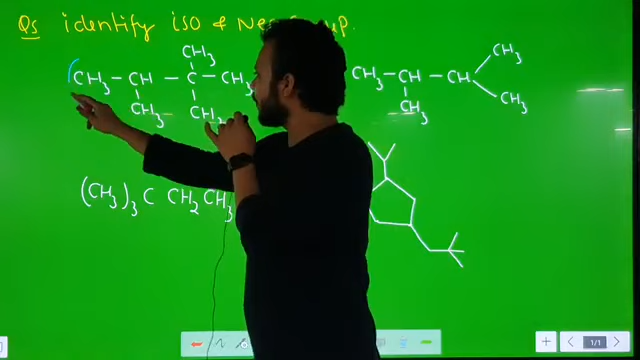 Qs identify iso & Neo
CH3 CH3
CH3 – CH – C – CH3 CH3 – CH – CH
CH3 CH3 CH3 CH3
(CH3)3 C CH2 CH3
1/1